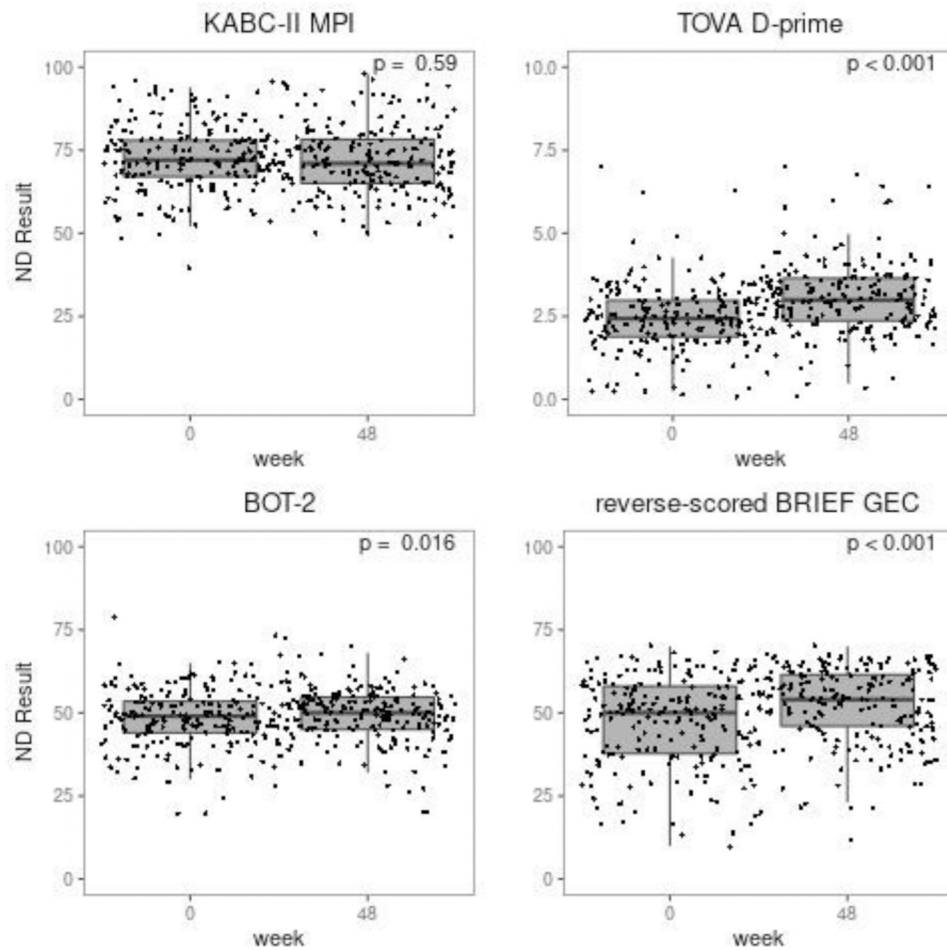 KABC-II MPI
p = 0.59
ND Result
100
75
50
25
0
0 48
week
TOVA D-prime
p < 0.001
10.0
7.5
5.0
2.5
0.0
0 48
week
BOT-2
p = 0.016
ND Result
100
75
50
25
0
0 48
week
reverse-scored BRIEF GEC
p < 0.001
100
75
50
25
0
0 48
week